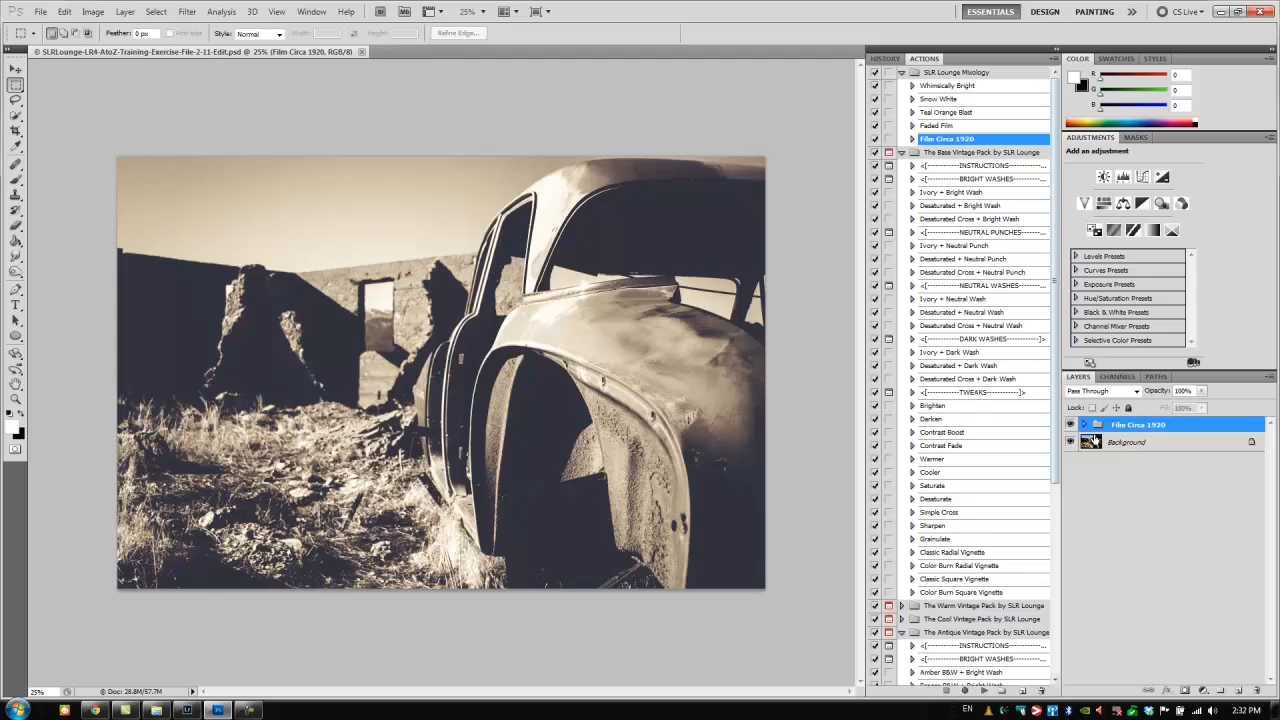 Ps File Edit Image Layer Select Filter Analysis 3D View Window Help 25% ESSENTIALS DESIGN PAINTING CS Live
Feather: 0 px Anti-alias Style: Normal Width: Height: Refine Edge...
SLRLounge-LR4-AtoZ-Training-Exercise-File-2-11-Edit.psd @ 25% (Film Circa 1920, RGB/8)
HISTORY ACTIONS
SLR Lounge Mixology
Whimsically Bright
Snow White
Teal Orange Blast
Faded Film
Film Circa 1920
The Base Vintage Pack by SLR Lounge
<[------------INSTRUCTIONS-----------...
<[------------BRIGHT WASHES----------...
Ivory + Bright Wash
Desaturated + Bright Wash
Desaturated Cross + Bright Wash
<[------------NEUTRAL PUNCHES--------...
Ivory + Neutral Punch
Desaturated + Neutral Punch
Desaturated Cross + Neutral Punch
<[------------NEUTRAL WASHES---------...
Ivory + Neutral Wash
Desaturated + Neutral Wash
Desaturated Cross + Neutral Wash
<[------------DARK WASHES-----------]>
Ivory + Dark Wash
Desaturated + Dark Wash
Desaturated Cross + Dark Wash
<[------------TWEAKS------------]>
Brighten
Darken
Contrast Boost
Contrast Fade
Warmer
Cooler
Saturate
Desaturate
Simple Cross
Sharpen
Grainulate
Classic Radial Vignette
Color Burn Radial Vignette
Classic Square Vignette
Color Burn Square Vignette
The Warm Vintage Pack by SLR Lounge
The Cool Vintage Pack by SLR Lounge
The Antique Vintage Pack by SLR Lounge
<[------------INSTRUCTIONS-----------...
<[------------BRIGHT WASHES----------...
Amber B&W + Bright Wash
COLOR SWATCHES STYLES
R 0
G 0
B 0
ADJUSTMENTS MASKS
Add an adjustment
Levels Presets
Curves Presets
Exposure Presets
Hue/Saturation Presets
Black & White Presets
Channel Mixer Presets
Selective Color Presets
LAYERS CHANNELS PATHS
Pass Through Opacity: 100%
Lock: Fill: 100%
Film Circa 1920
Background
25% Doc: 28.8M/57.7M
EN 2:32 PM